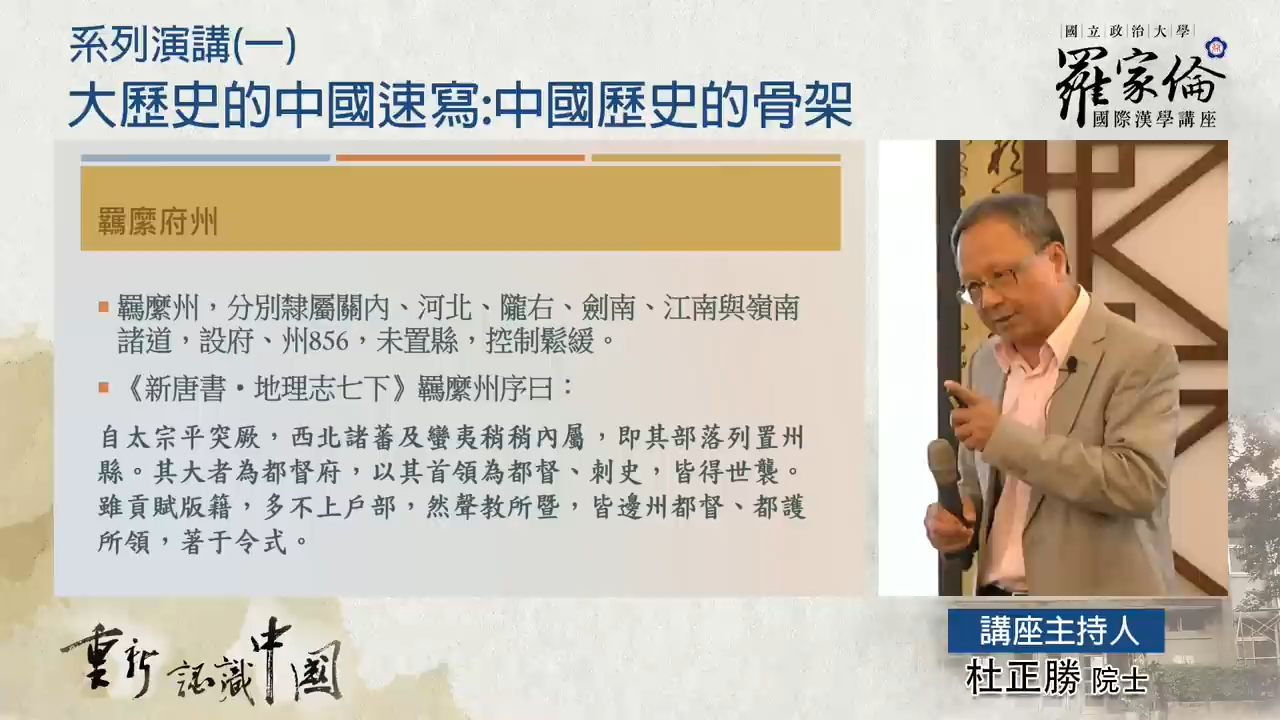 系列演講(一)
大歷史的中國速寫:中國歷史的骨架
國立政治大學
羅家倫
國際漢學講座
羈縻府州
羈縻州，分別隸屬關內、河北、隴右、劍南、江南與嶺南
諸道，設府、州856，未置縣，控制鬆緩。
《新唐書•地理志七下》羈縻州序曰：
自太宗平突厥，西北諸蕃及蠻夷稍稍內屬，即其部落列置州
縣。其大者為都督府，以其首領為都督、刺史，皆得世襲。
雖貢賦版籍，多不上戶部，然聲教所暨，皆邊州都督、都護
所領，著于令式。
重新認識中國
講座主持人
杜正勝 院士